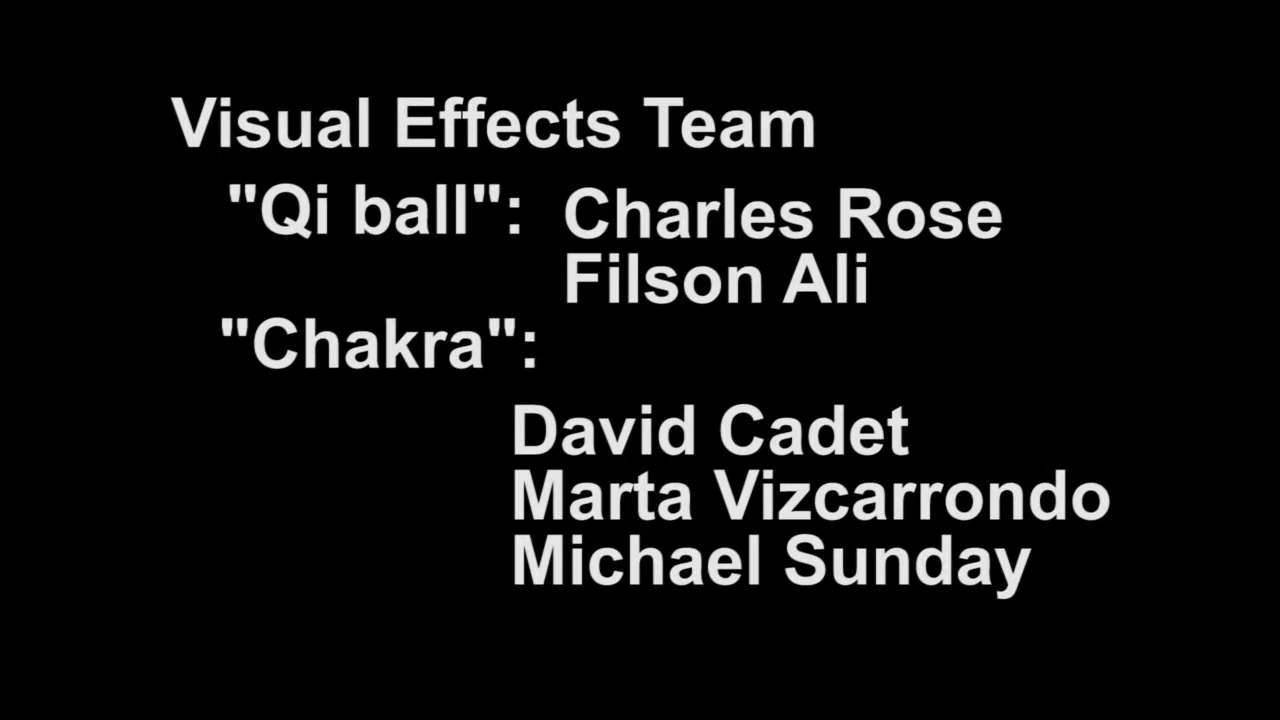 Visual Effects Team
"Qi ball": Charles Rose
Filson Ali
"Chakra":
David Cadet
Marta Vizcarrondo
Michael Sunday